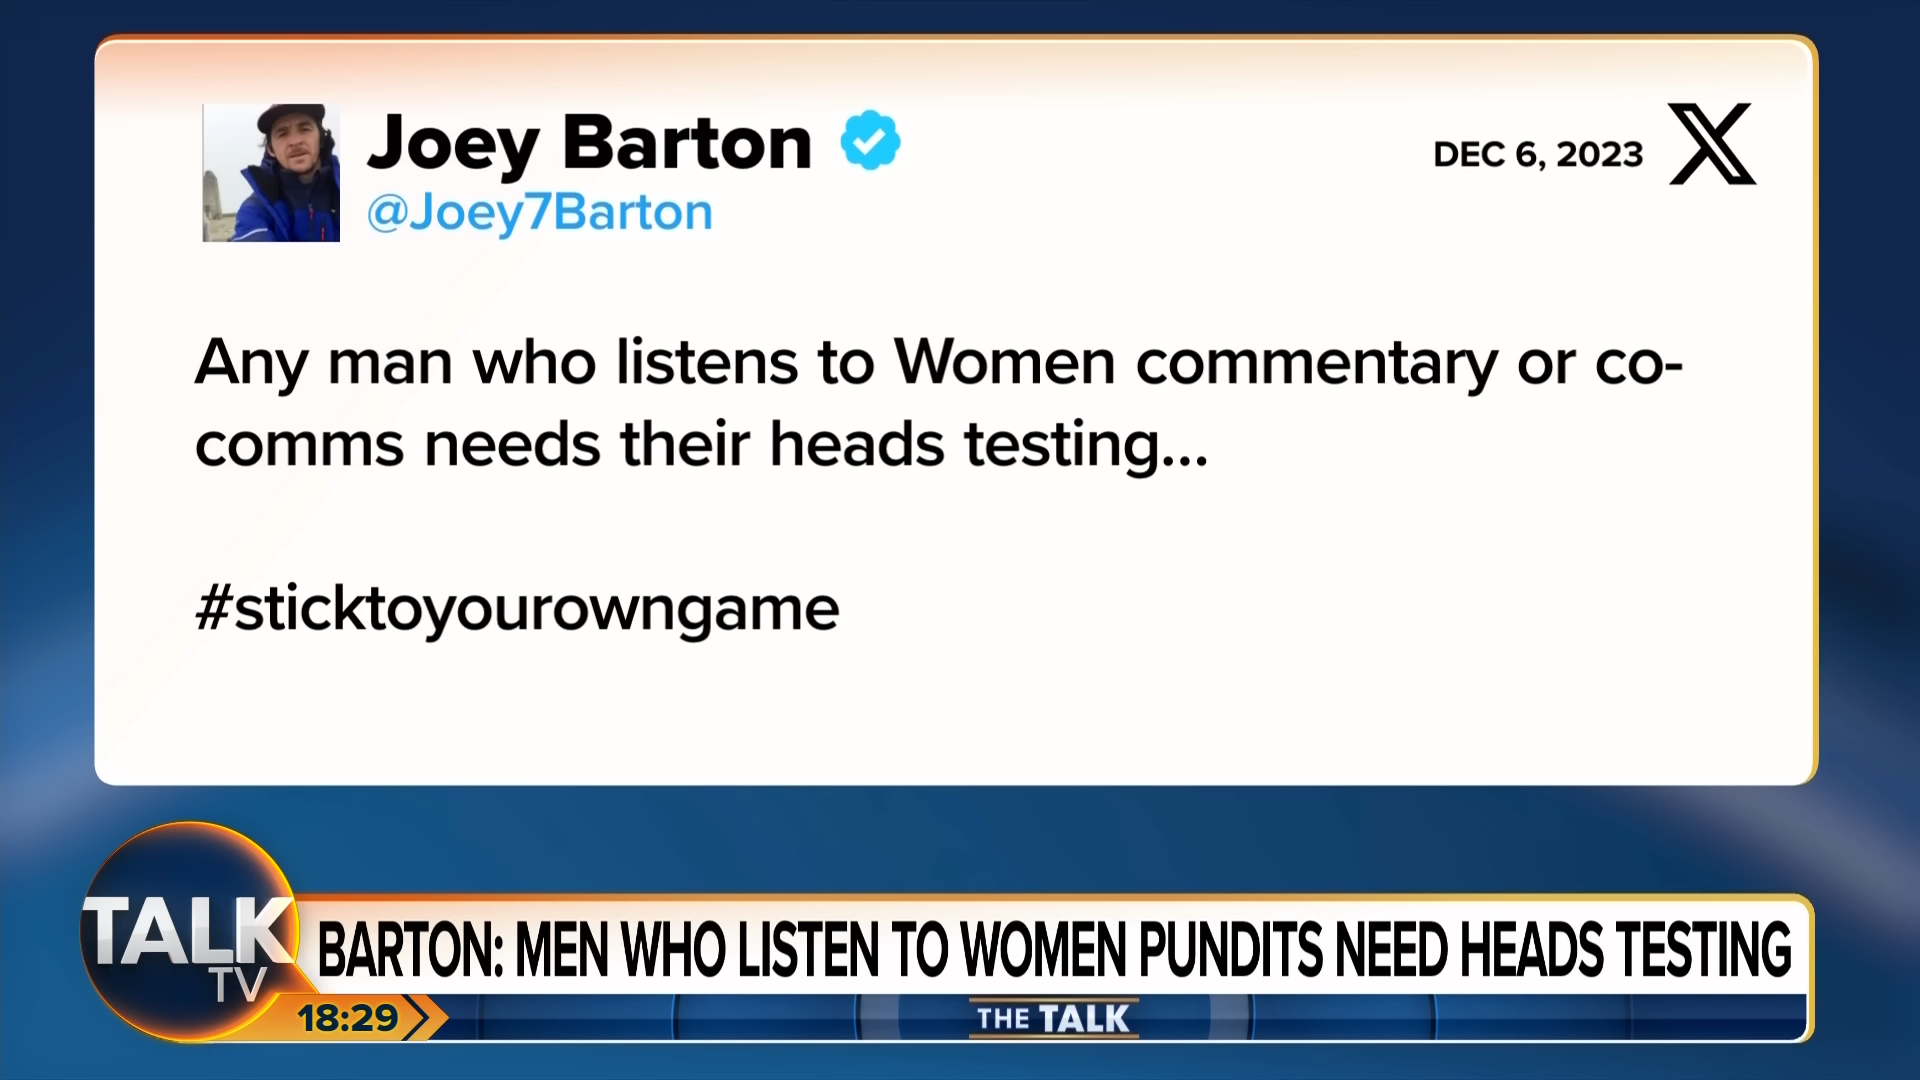 Joey Barton
@Joey7Barton
DEC 6, 2023
Any man who listens to Women commentary or co-
comms needs their heads testing...
#sticktoyourowngame
TALK
TV
BARTON: MEN WHO LISTEN TO WOMEN PUNDITS NEED HEADS TESTING
18:29
THE TALK